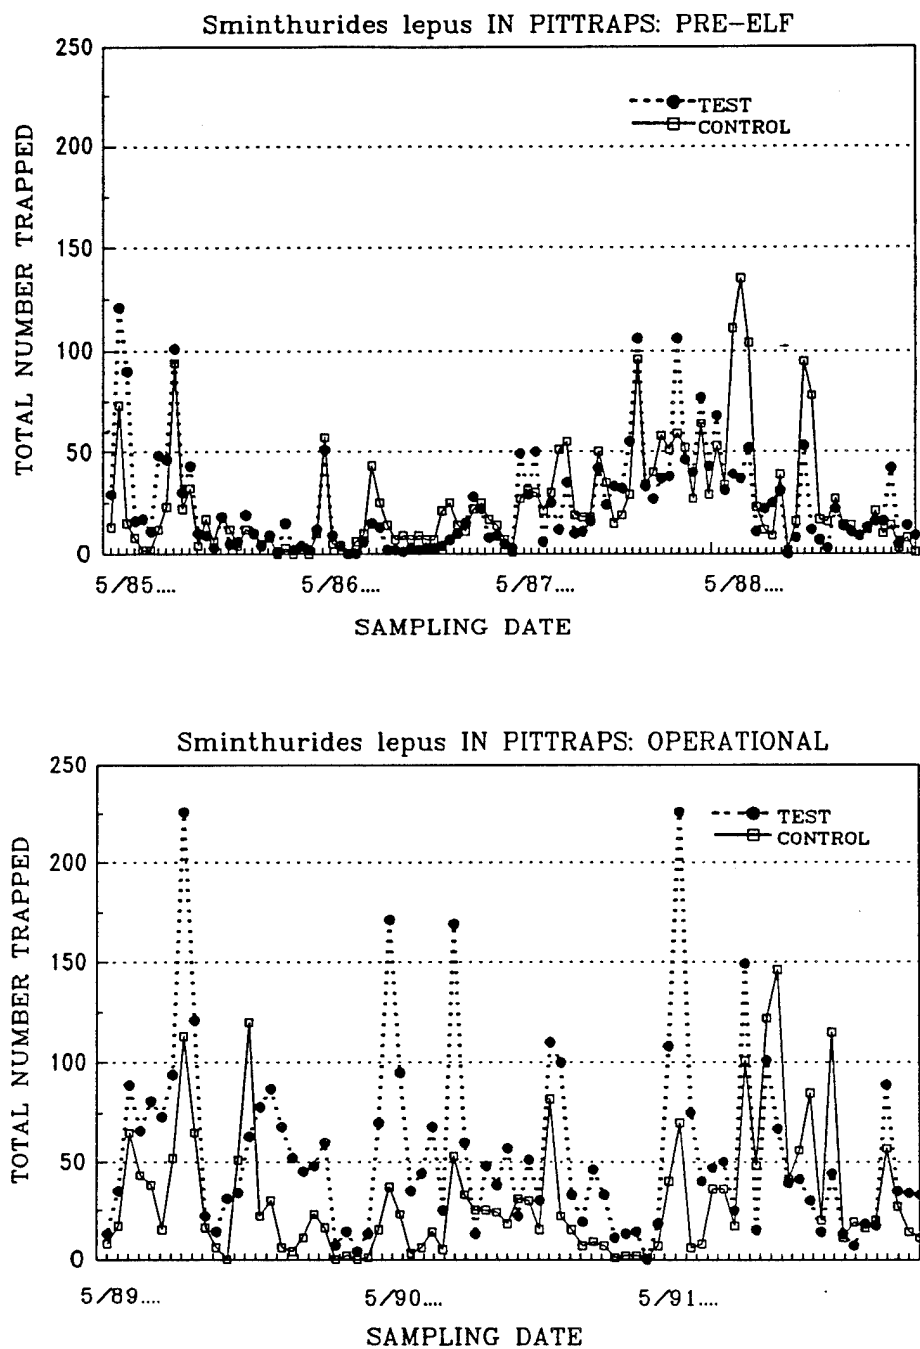 Sminthurides lepus IN PITTRAPS: PRE-ELF
250
200
150
100
50
0
TOTAL NUMBER TRAPPED
TEST
CONTROL
5/85....
5/86....
5/87....
5/88....
SAMPLING DATE
Sminthurides lepus IN PITTRAPS: OPERATIONAL
250
200
150
100
50
0
TOTAL NUMBER TRAPPED
TEST
CONTROL
5/89....
5/90....
5/91....
SAMPLING DATE